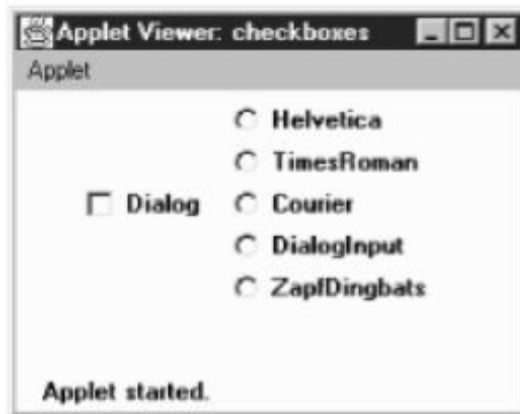 Applet Viewer: checkboxes
Applet
Helvetica
TimesRoman
Dialog
Courier
DialogInput
ZapfDingbats
Applet started.